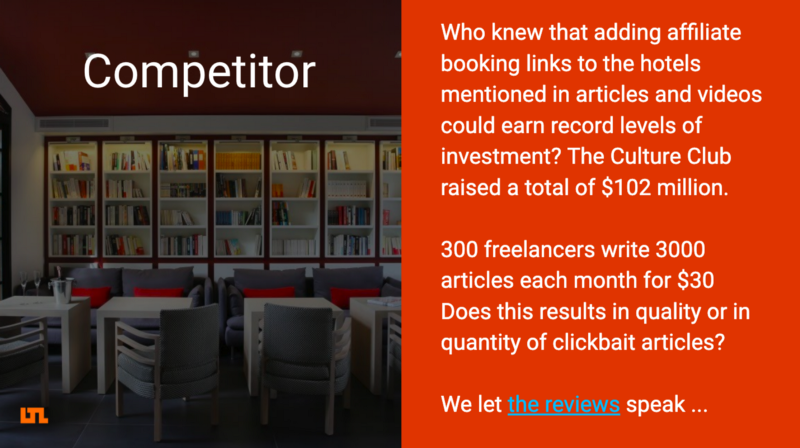 Competitor
Who knew that adding affiliate
booking links to the hotels
mentioned in articles and videos
could earn record levels of
investment? The Culture Club
raised a total of $102 million.
300 freelancers write 3000
articles each month for $30
Does this results in quality or in
quantity of clickbait articles?
We let the reviews speak ...